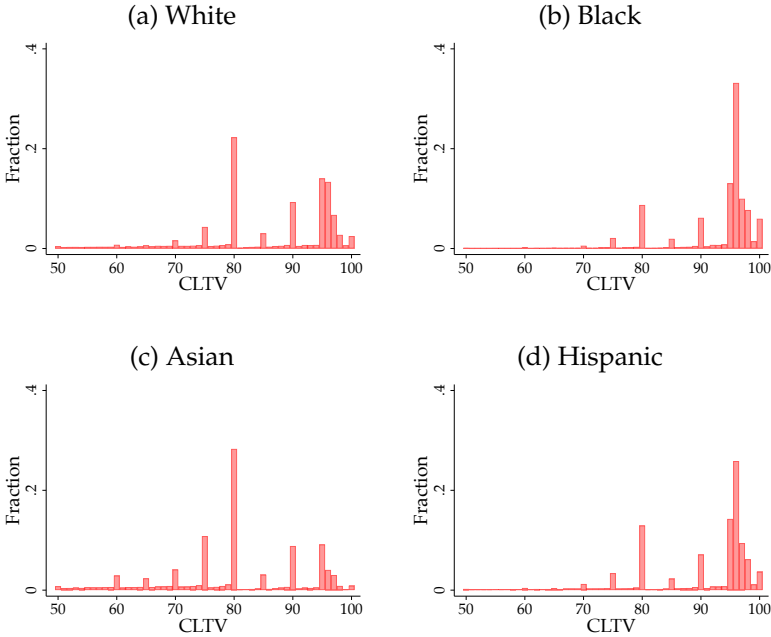 (a) White
.4
.2
0
Fraction
50 60 70 80 90 100
CLTV
(b) Black
.4
.2
0
Fraction
50 60 70 80 90 100
CLTV
(c) Asian
.4
.2
0
Fraction
50 60 70 80 90 100
CLTV
(d) Hispanic
.4
.2
0
Fraction
50 60 70 80 90 100
CLTV